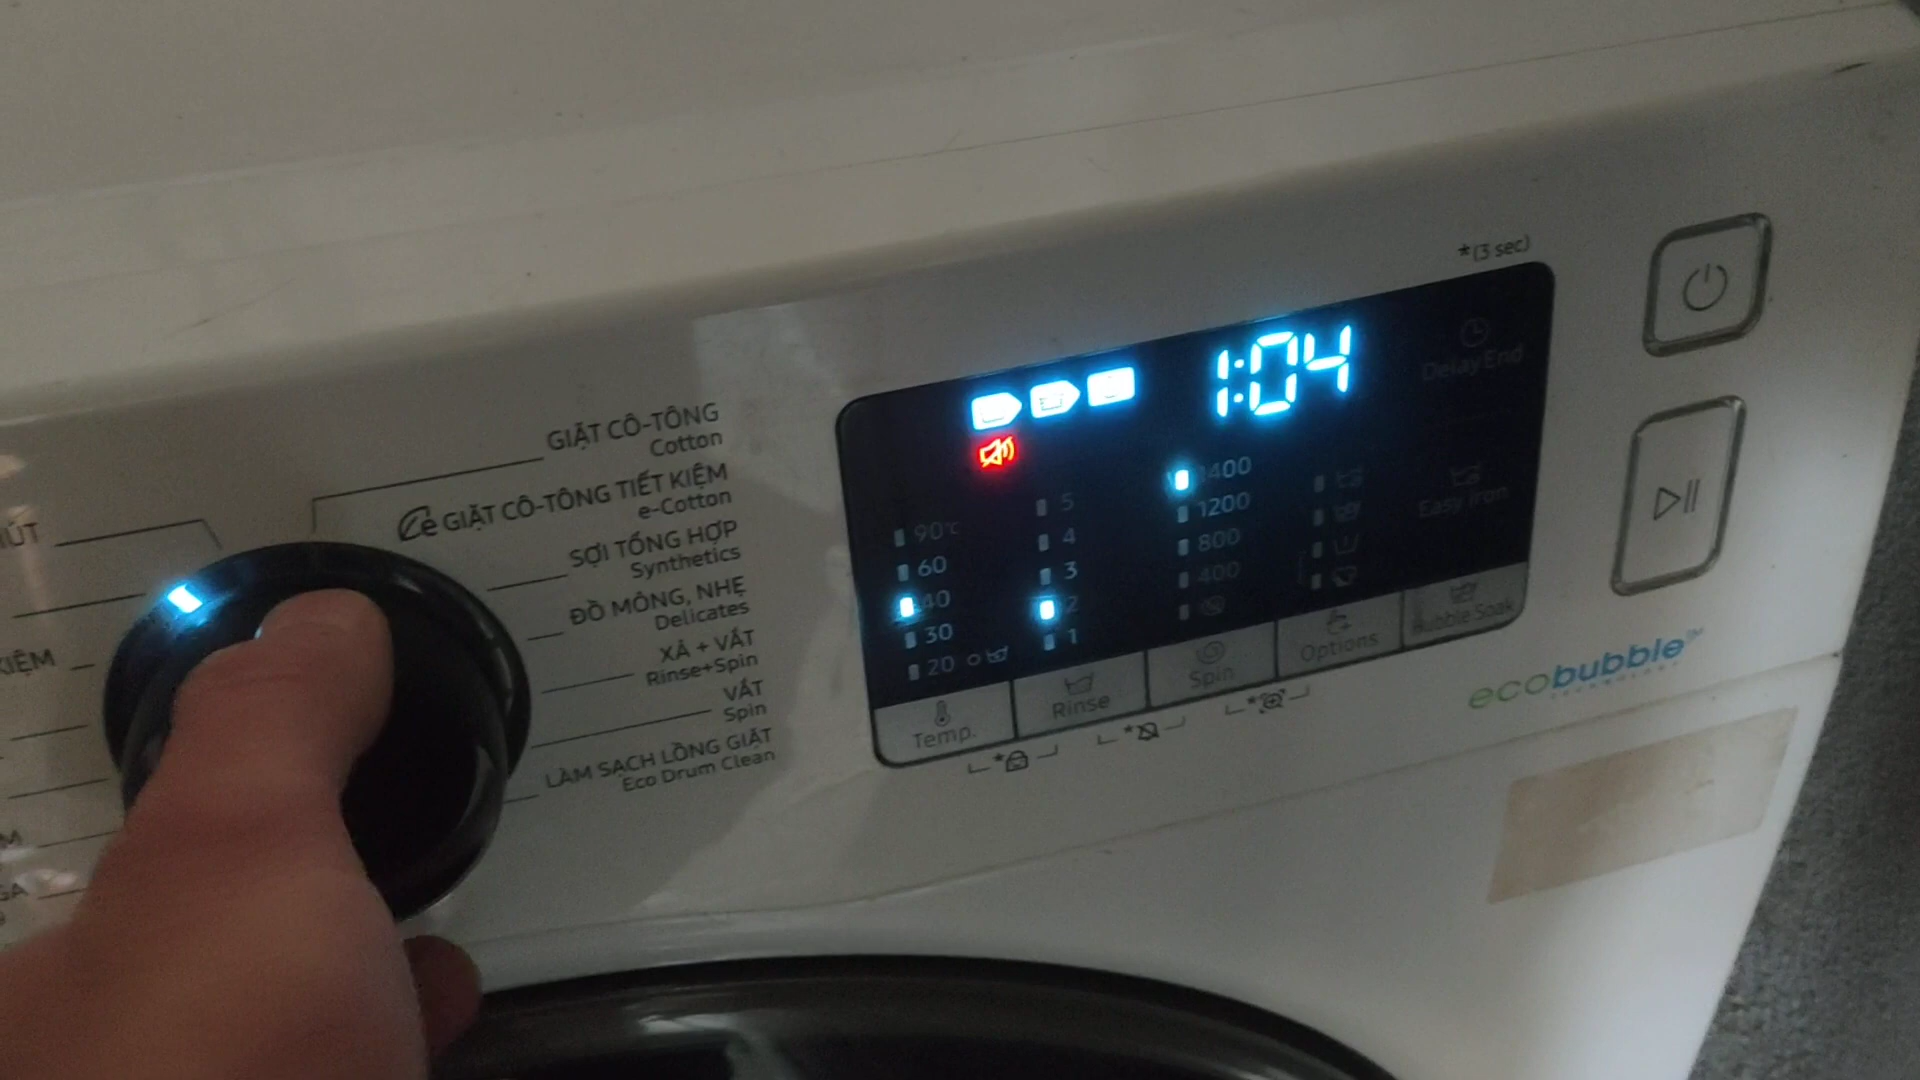 *(3 sec)
1:04
Delay End
GIẶT CÔ-TÔNG
Cotton
GIẶT CÔ-TÔNG TIẾT KIỆM
e-Cotton
SỢI TỔNG HỢP
Synthetics
ĐỒ MỎNG, NHẸ
Delicates
XẢ + VẮT
Rinse+Spin
VẮT
Spin
LÀM SẠCH LỒNG GIẶT
Eco Drum Clean
90°c
60
40
30
20
5
4
3
2
1
1400
1200
800
400
Easy Iron
Temp.
Rinse
Spin
Options
Bubble Soak
ecobubble™
TECHNOLOGY